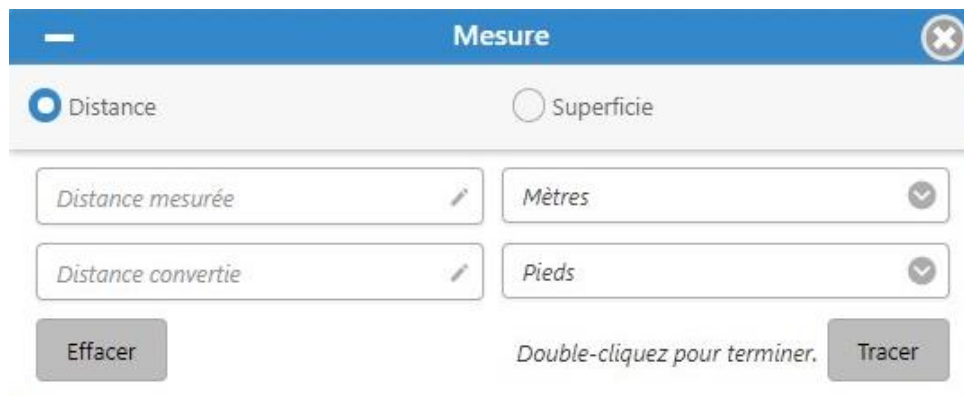 Mesure
Distance Superficie
Distance mesurée Mètres
Distance convertie Pieds
Effacer Double-cliquez pour terminer. Tracer